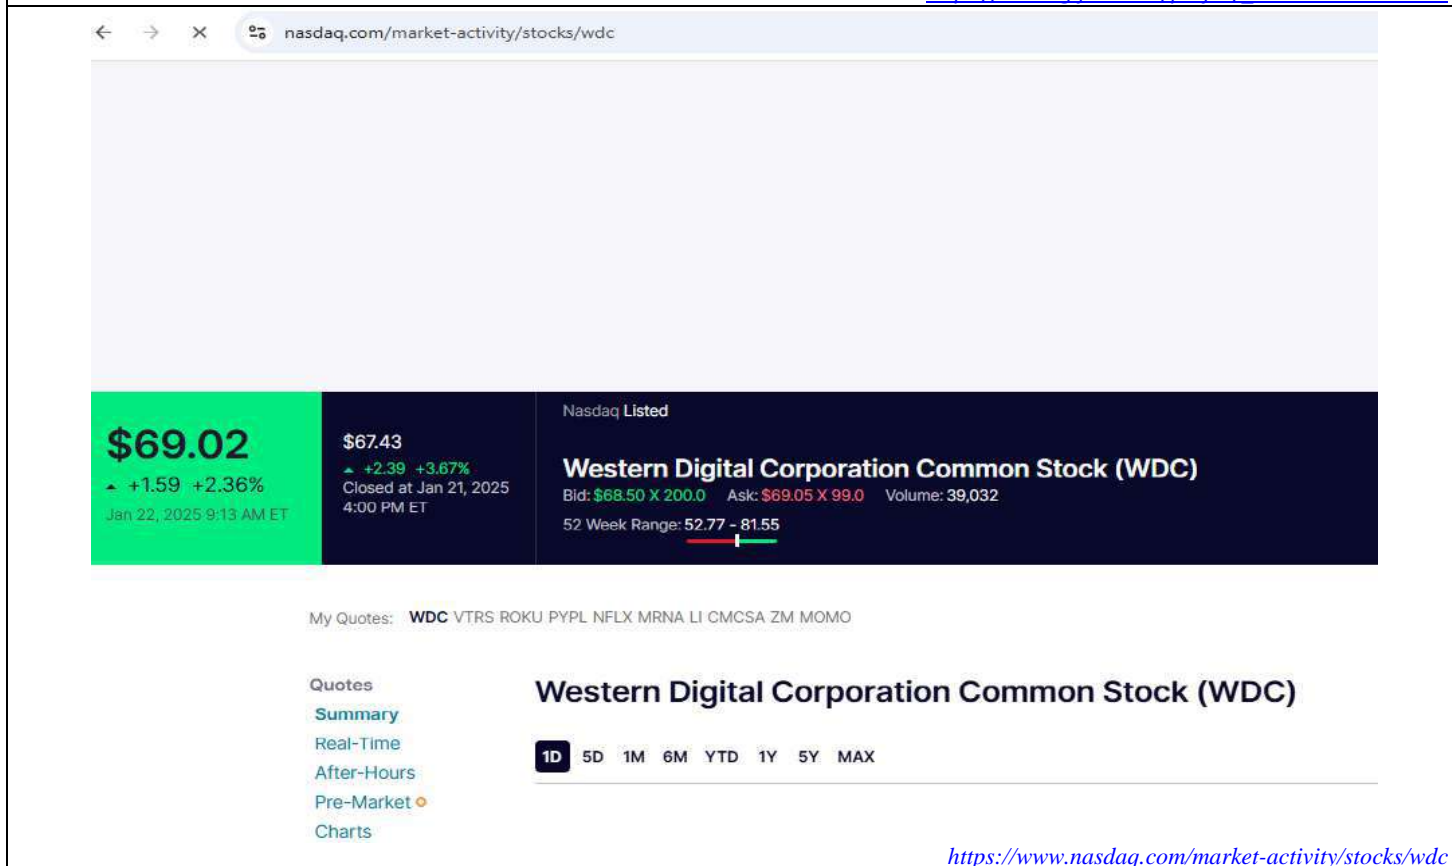 nasdaq.com/market-activity/stocks/wdc
$69.02
+1.59 +2.36%
Jan 22, 2025 9:13 AM ET
$67.43
+2.39 +3.67%
Closed at Jan 21, 2025
4:00 PM ET
Nasdaq Listed
Western Digital Corporation Common Stock (WDC)
Bid: $68.50 X 200.0 Ask: $69.05 X 99.0 Volume: 39,032
52 Week Range: 52.77 - 81.55
My Quotes: WDC VTRS ROKU PYPL NFLX MRNA LI CMCSA ZM MOMO
Quotes
Summary
Real-Time
After-Hours
Pre-Market
Charts
Western Digital Corporation Common Stock (WDC)
1D 5D 1M 6M YTD 1Y 5Y MAX
https://www.nasdaq.com/market-activity/stocks/wdc